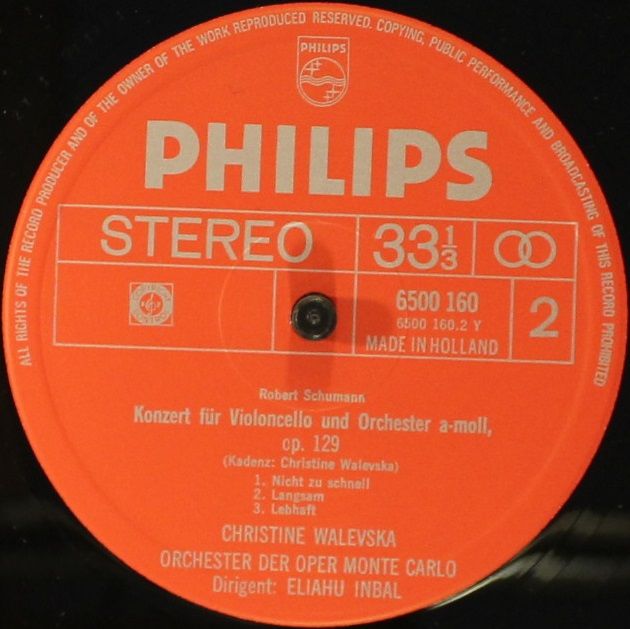 ALL RIGHTS OF THE RECORD PRODUCER AND OF THE OWNER OF THE WORK REPRODUCED RESERVED. COPYING, PUBLIC PERFORMANCE AND BROADCASTING OF THIS RECORD PROHIBITED
PHILIPS
PHILIPS
STEREO 33 1/3
6500 160
6500 160.2 Y
MADE IN HOLLAND
2
Robert Schumann
Konzert für Violoncello und Orchester a-moll,
op. 129
(Kadenz: Christine Walevska)
1. Nicht zu schnell
2. Langsam
3. Lebhaft
CHRISTINE WALEVSKA
ORCHESTER DER OPER MONTE CARLO
Dirigent: ELIAHU INBAL